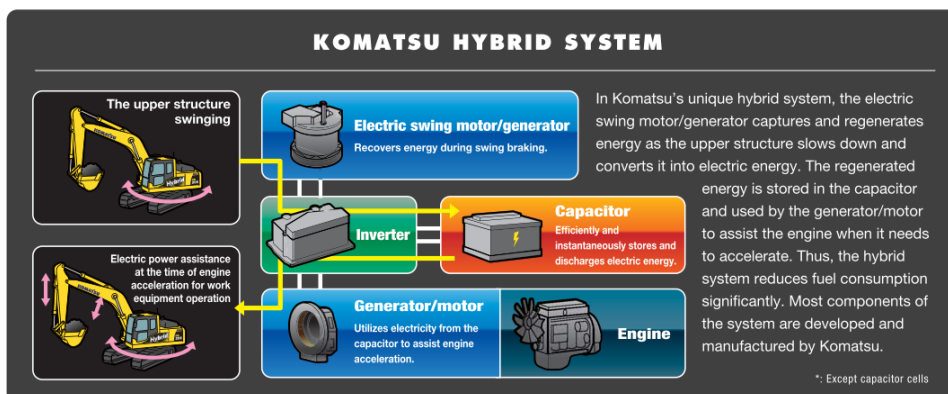 KOMATSU HYBRID SYSTEM
The upper structure
swinging
KOMATSU
Hybrid
Electric swing motor/generator
Recovers energy during swing braking.
Inverter
Capacitor
Efficiently and
instantaneously stores and
discharges electric energy.
Electric power assistance
at the time of engine
acceleration for work
equipment operation
KOMATSU
Hybrid
Generator/motor
Utilizes electricity from the
capacitor to assist engine
acceleration.
Engine
In Komatsu's unique hybrid system, the electric
swing motor/generator captures and regenerates
energy as the upper structure slows down and
converts it into electric energy. The regenerated
energy is stored in the capacitor
and used by the generator/motor
to assist the engine when it needs
to accelerate. Thus, the hybrid
system reduces fuel consumption
significantly. Most components of
the system are developed and
manufactured by Komatsu.
*: Except capacitor cells